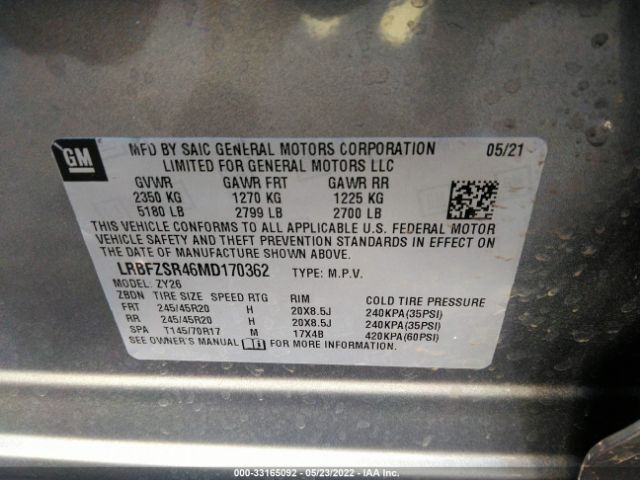 GM
MFD BY SAIC GENERAL MOTORS CORPORATION 05/21
LIMITED FOR GENERAL MOTORS LLC
GVWR GAWR FRT GAWR RR
2350 KG 1270 KG 1225 KG
5180 LB 2799 LB 2700 LB
THIS VEHICLE CONFORMS TO ALL APPLICABLE U.S. FEDERAL MOTOR
VEHICLE SAFETY AND THEFT PREVENTION STANDARDS IN EFFECT ON
THE DATE OF MANUFACTURE SHOWN ABOVE.
LRBFZSR46MD170362 TYPE: M.P.V.
MODEL: ZY26
ZBDN TIRE SIZE SPEED RTG RIM COLD TIRE PRESSURE
FRT 245/45R20 H 20X8.5J 240KPA(35PSI)
RR 245/45R20 H 20X8.5J 240KPA(35PSI)
SPA T145/70R17 M 17X4B 420KPA(60PSI)
SEE OWNER'S MANUAL FOR MORE INFORMATION.
000-33165092 - 05/23/2022 - IAA Inc.